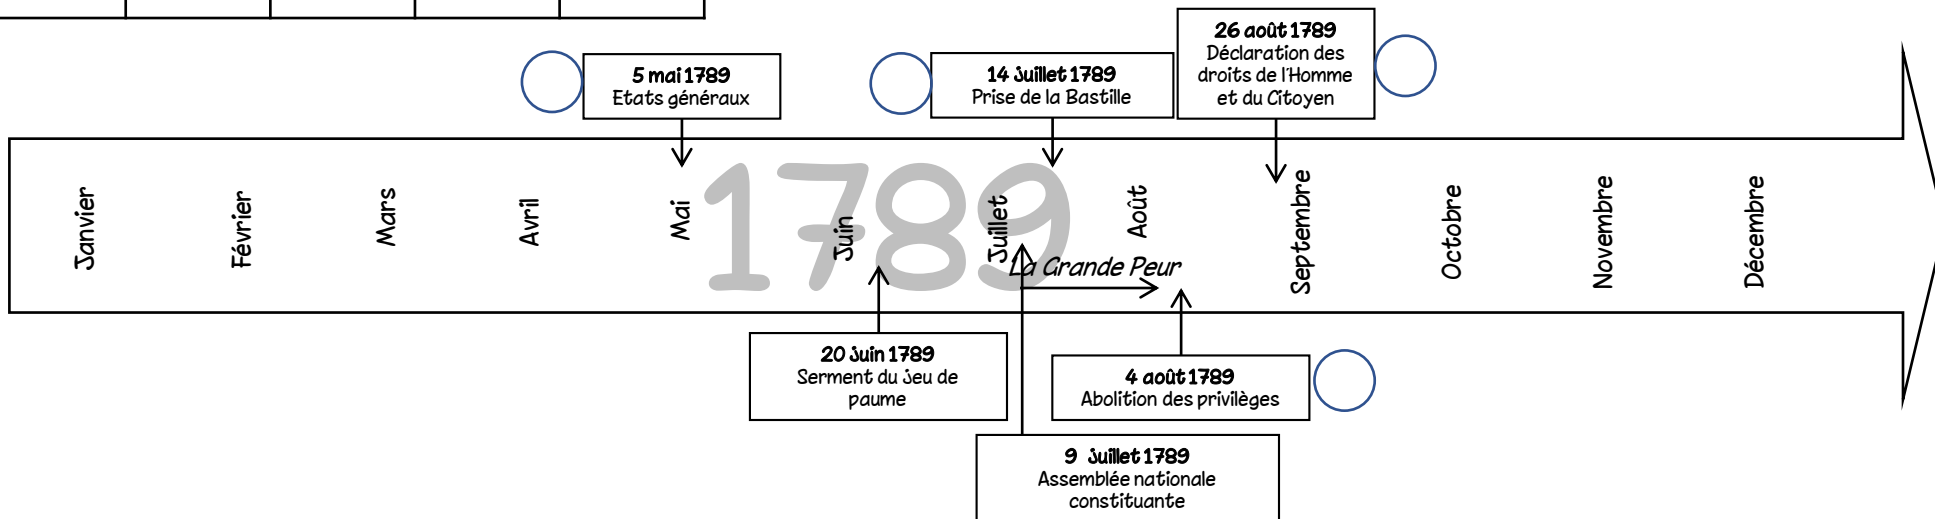 26 août 1789
Déclaration des
droits de l'Homme
et du Citoyen
5 mai 1789
Etats généraux
14 juillet 1789
Prise de la Bastille
1789
Janvier
Février
Mars
Avril
Mai
Juin
Juillet
Août
Septembre
Octobre
Novembre
Décembre
La Grande Peur
20 juin 1789
Serment du jeu de
paume
4 août 1789
Abolition des privilèges
9 juillet 1789
Assemblée nationale
constituante